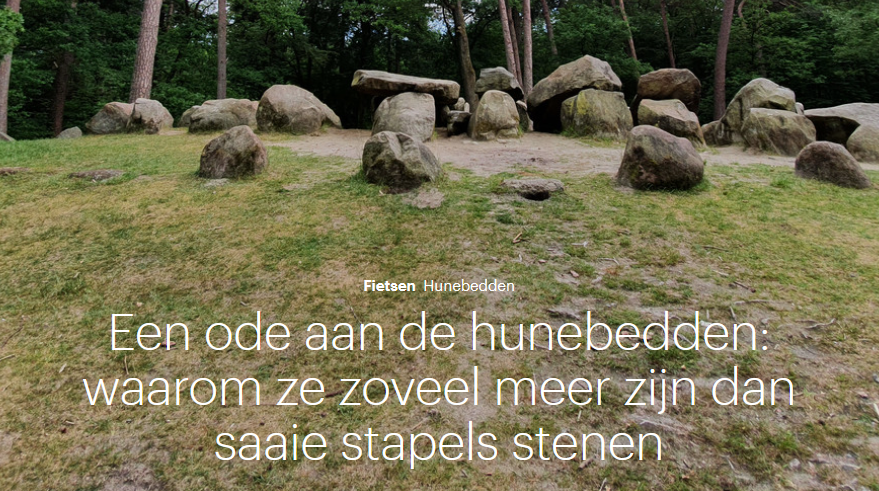 Fietsen Hunebedden
Een ode aan de hunebedden:
waarom ze zoveel meer zijn dan
saaie stapels stenen